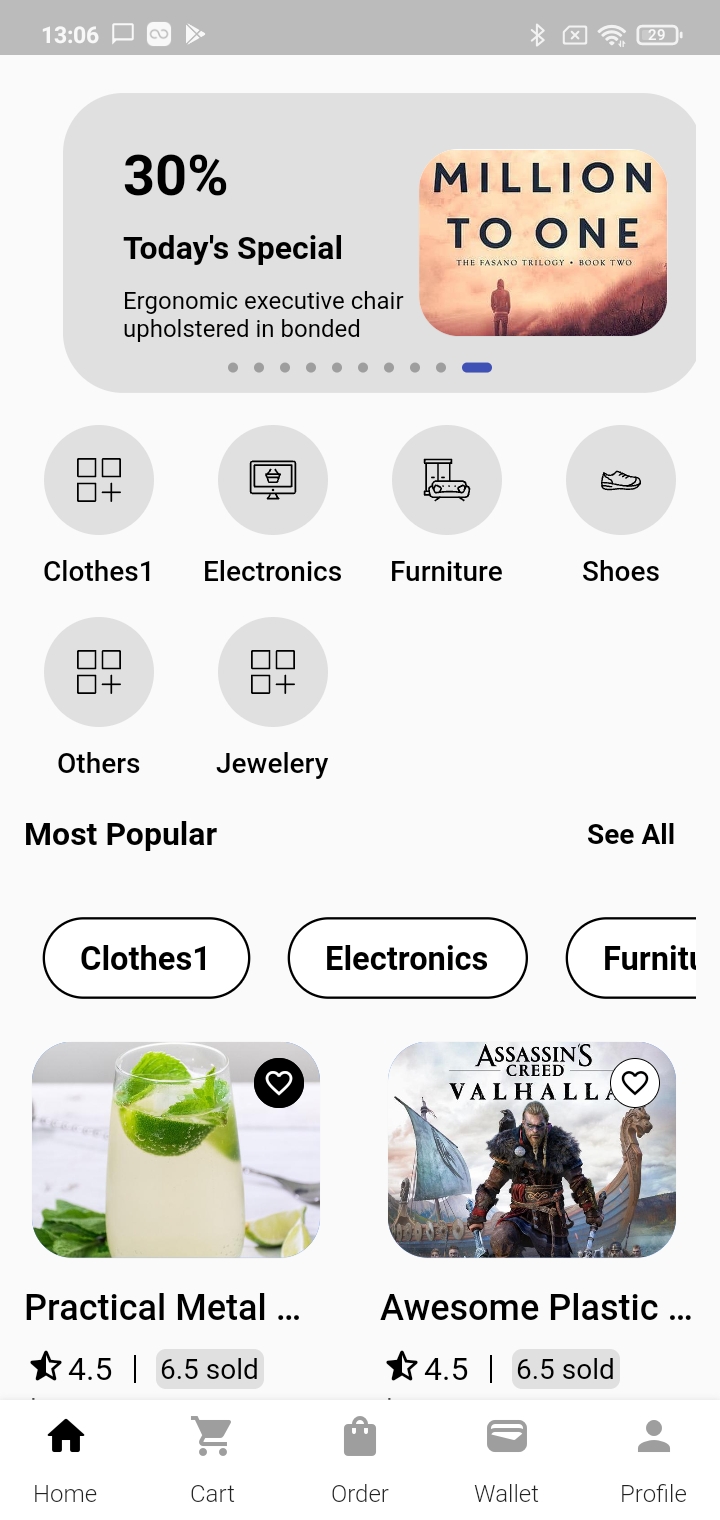 13:06
29
30%
Today's Special
Ergonomic executive chair
upholstered in bonded
MILLION
TO ONE
THE FASANO TRILOGY • BOOK TWO
Clothes1
Electronics
Furniture
Shoes
Others
Jewelery
Most Popular
See All
Clothes1
Electronics
Furnitu
ASSASSIN'S
CREED
VALHALLA
Practical Metal ...
Awesome Plastic ...
4.5
6.5 sold
4.5
6.5 sold
Home
Cart
Order
Wallet
Profile